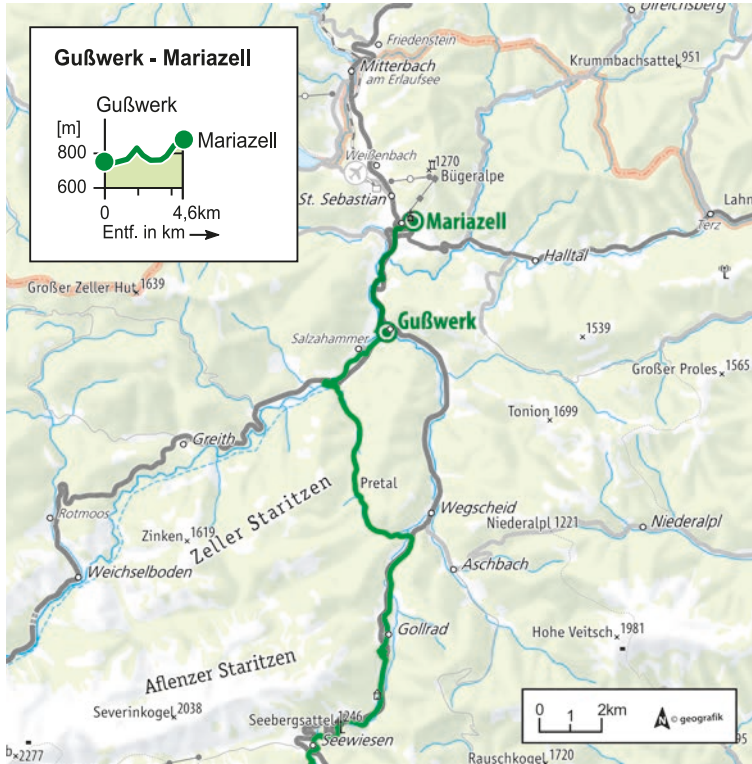 Gußwerk - Mariazell
Gußwerk
[m]
Mariazell
800
600
0
4,6km
Entf. in km
Ulreichsberg
Friedenstein
Mitterbach
am Erlaufsee
Krummbachsattel 951
Weißenbach
1270
Bügeralpe
St. Sebastian
Mariazell
Lahn
Terz
Halltal
Großer Zeller Hut 1639
Gußwerk
Salzahammer
1539
Großer Proles 1565
Tonion 1699
Greith
Pretal
Zeller Staritzen
Rotmoos
Wegscheid
Niederalpl 1221
Niederalpl
Zinken 1619
Weichselboden
Aschbach
Gollrad
Hohe Veitsch 1981
Aflenzer Staritzen
Severinkogel 2038
Seebergsattel 1246
Seewiesen
0 1 2km
N © geografik
b 2277
Rauschkogel 1720
95